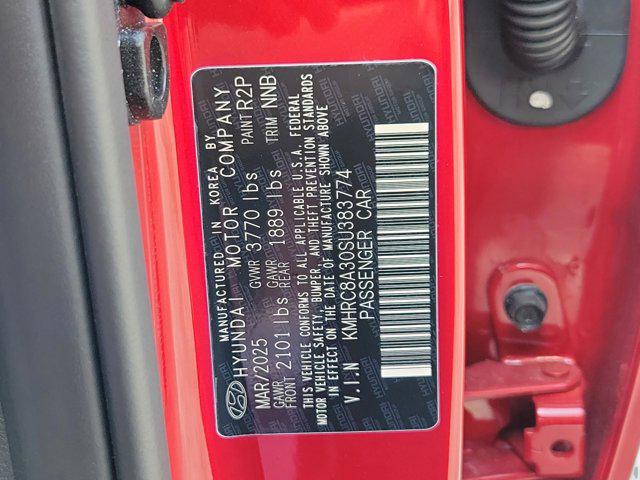 MANUFACTURED IN KOREA BY
HYUNDAI MOTOR COMPANY
MAR/2025 GVWR 3770 lbs PAINT R2P
GAWR FRONT 2101 lbs GAWR REAR 1889 lbs TRIM NNB
THIS VEHICLE CONFORMS TO ALL APPLICABLE U.S.A. FEDERAL
MOTOR VEHICLE SAFETY, BUMPER, AND THEFT PREVENTION STANDARDS
IN EFFECT ON THE DATE OF MANUFACTURE SHOWN ABOVE
V.I.N KMHRC8A30SU383774
PASSENGER CAR